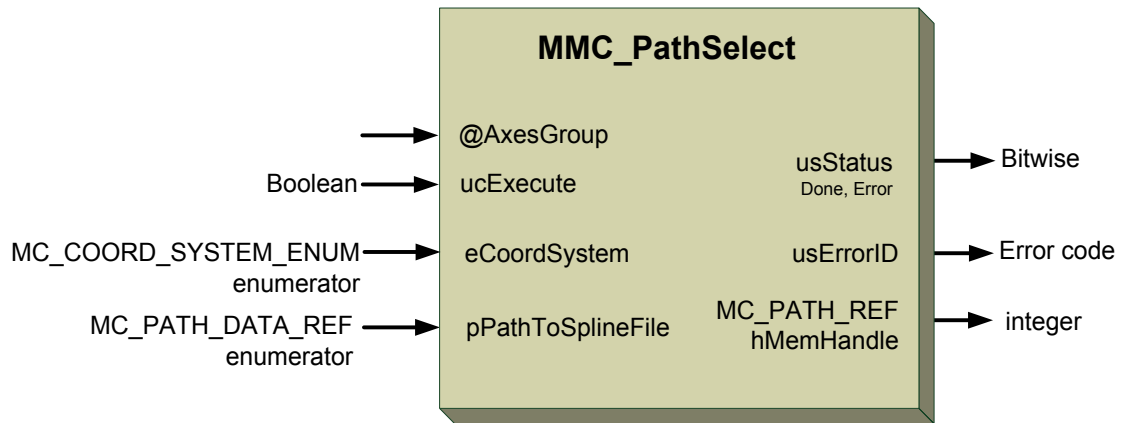 MMC_PathSelect
@AxesGroup
Boolean
ucExecute
usStatus
Done, Error
Bitwise
MC_COORD_SYSTEM_ENUM
enumerator
eCoordSystem
usErrorID
Error code
MC_PATH_DATA_REF
enumerator
pPathToSplineFile
MC_PATH_REF
hMemHandle
integer